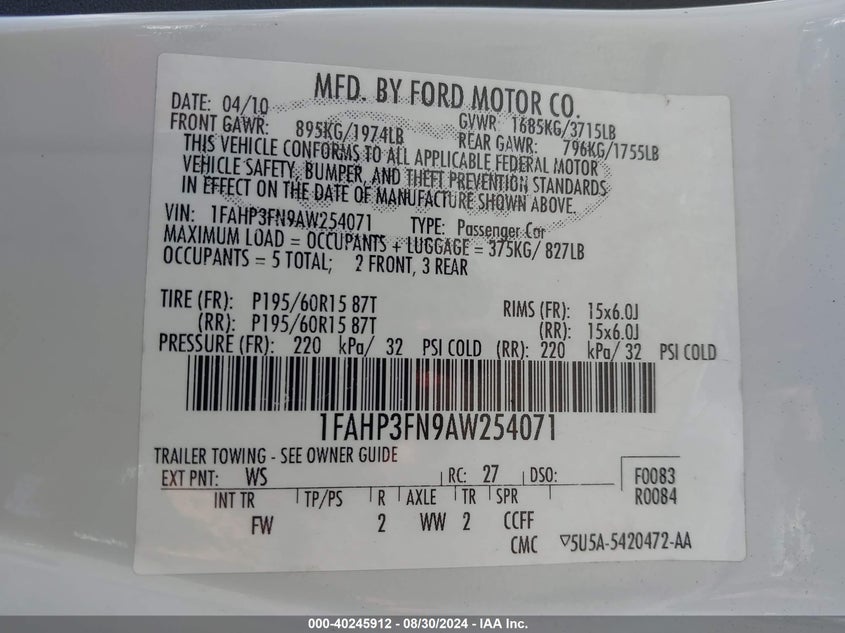 MFD. BY FORD MOTOR CO.
DATE: 04/10 GVWR 1685KG/3715LB
FRONT GAWR: 895KG/1974LB REAR GAWR: 796KG/1755LB
THIS VEHICLE CONFORMS TO ALL APPLICABLE FEDERAL MOTOR
VEHICLE SAFETY, BUMPER, AND THEFT PREVENTION STANDARDS
IN EFFECT ON THE DATE OF MANUFACTURE SHOWN ABOVE.
VIN: 1FAHP3FN9AW254071 TYPE: Passenger Car
MAXIMUM LOAD = OCCUPANTS + LUGGAGE = 375KG/ 827LB
OCCUPANTS = 5 TOTAL; 2 FRONT, 3 REAR
TIRE (FR): P195/60R15 87T RIMS (FR): 15x6.0J
(RR): P195/60R15 87T (RR): 15x6.0J
PRESSURE (FR): 220 kPa/ 32 PSI COLD (RR): 220 kPa/ 32 PSI COLD
1FAHP3FN9AW254071
TRAILER TOWING - SEE OWNER GUIDE
EXT PNT: WS RC: 27 DSO: F0083
INT TR TP/PS R AXLE TR SPR R0084
FW 2 WW 2 CCFF
CMC ▽5U5A-5420472-AA
000-40245912 - 08/30/2024 - IAA Inc.